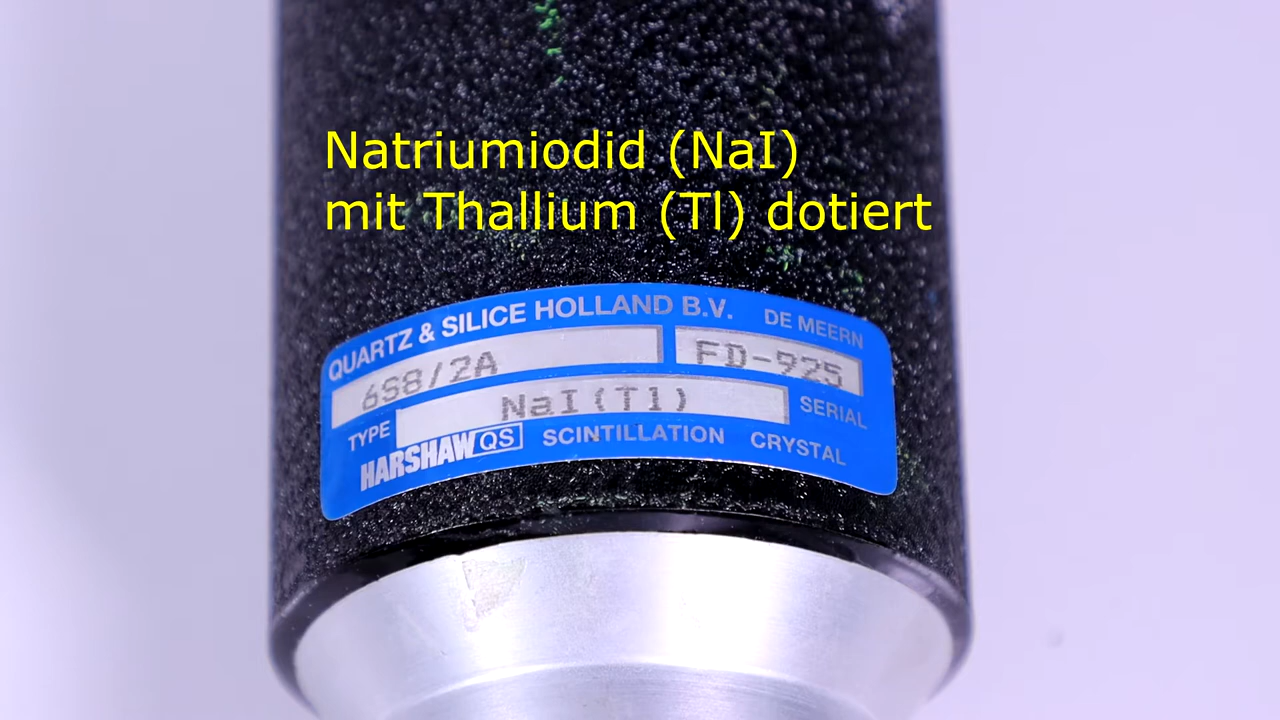 Natriumiodid (NaI)
mit Thallium (Tl) dotiert
QUARTZ & SILICE HOLLAND B.V. DE MEERN
6S8/2A FD-925
NaI(Tl)
TYPE SERIAL
HARSHAW QS SCINTILLATION CRYSTAL